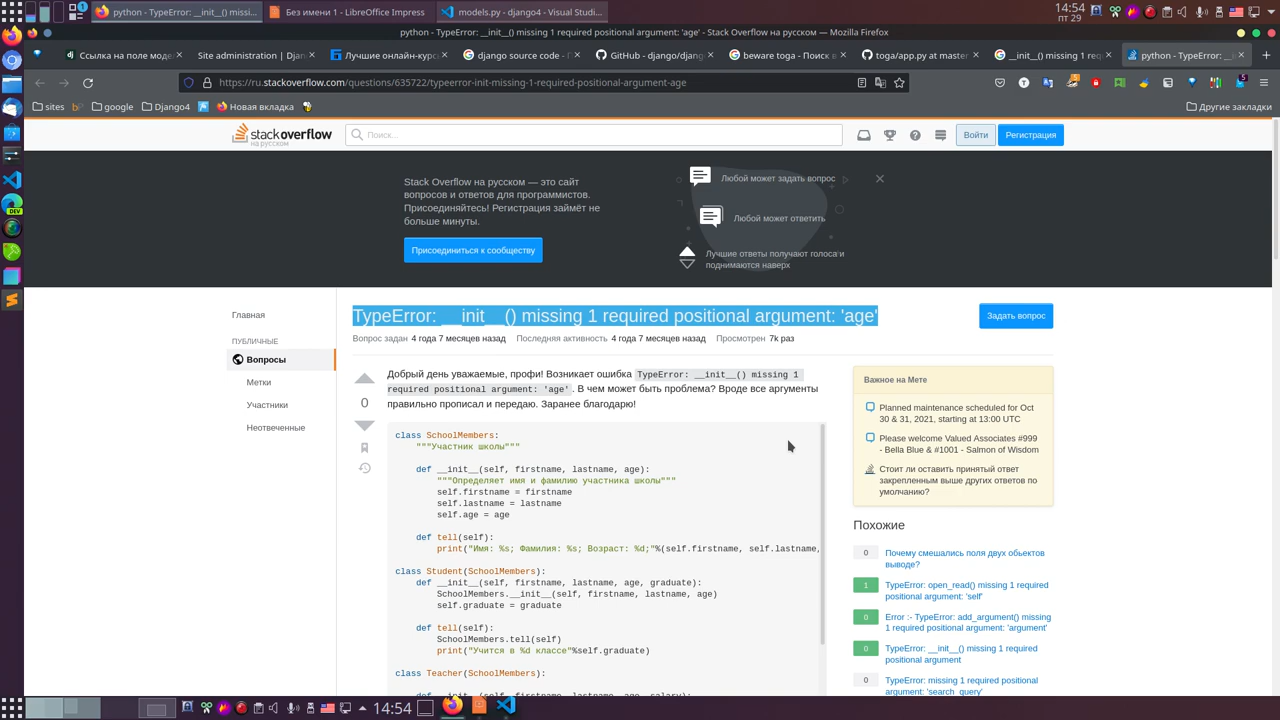 python - TypeError: __init__() missi...
Без имени 1 - LibreOffice Impress
models.py - django4 - Visual Studi...
14:54
ПТ 29
python - TypeError: __init__() missing 1 required positional argument: 'age' - Stack Overflow на русском — Mozilla Firefox
Ссылка на поле моде
Site administration | Djan
Лучшие онлайн-курс
django source code - П
GitHub - django/djang
beware toga - Поиск в
toga/app.py at master
__init__() missing 1 re
python - TypeError: __
https://ru.stackoverflow.com/questions/635722/typeerror-init-missing-1-required-positional-argument-age
sites
google
Django4
Новая вкладка
Другие закладки
stackoverflow
на русском
Поиск...
Войти
Регистрация
Stack Overflow на русском — это сайт
вопросов и ответов для программистов.
Присоединяйтесь! Регистрация займёт не
больше минуты.
Присоединиться к сообществу
Любой может задать вопрос
Любой может ответить
Лучшие ответы получают голоса и
поднимаются наверх
Главная
ПУБЛИЧНЫЕ
Вопросы
Метки
Участники
Неотвеченные
TypeError: __init__() missing 1 required positional argument: 'age'
Задать вопрос
Вопрос задан 4 года 7 месяцев назад Последняя активность 4 года 7 месяцев назад Просмотрен 7k раз
0
Добрый день уважаемые, профи! Возникает ошибка TypeError: __init__() missing 1
required positional argument: 'age'. В чем может быть проблема? Вроде все аргументы
правильно прописал и передаю. Заранее благодарю!
class SchoolMembers:
"""Участник школы"""
def __init__(self, firstname, lastname, age):
"""Определяет имя и фамилию участника школы"""
self.firstname = firstname
self.lastname = lastname
self.age = age
def tell(self):
print("Имя: %s; Фамилия: %s; Возраст: %d;"%(self.firstname, self.lastname,
class Student(SchoolMembers):
def __init__(self, firstname, lastname, age, graduate):
SchoolMembers.__init__(self, firstname, lastname, age)
self.graduate = graduate
def tell(self):
SchoolMembers.tell(self)
print("Учится в %d классе"%self.graduate)
class Teacher(SchoolMembers):
def __init__(self, firstname, lastname, age, salary):
Важное на Мете
Planned maintenance scheduled for Oct
30 & 31, 2021, starting at 13:00 UTC
Please welcome Valued Associates #999
- Bella Blue & #1001 - Salmon of Wisdom
Стоит ли оставить принятый ответ
закрепленным выше других ответов по
умолчанию?
Похожие
0 Почему смешались поля двух обьектов
выводе?
1 TypeError: open_read() missing 1 required
positional argument: 'self'
0 Error :- TypeError: add_argument() missing
1 required positional argument: 'argument'
0 TypeError: __init__() missing 1 required
positional argument
0 TypeError: missing 1 required positional
argument: 'search_query'
DEV
14:54